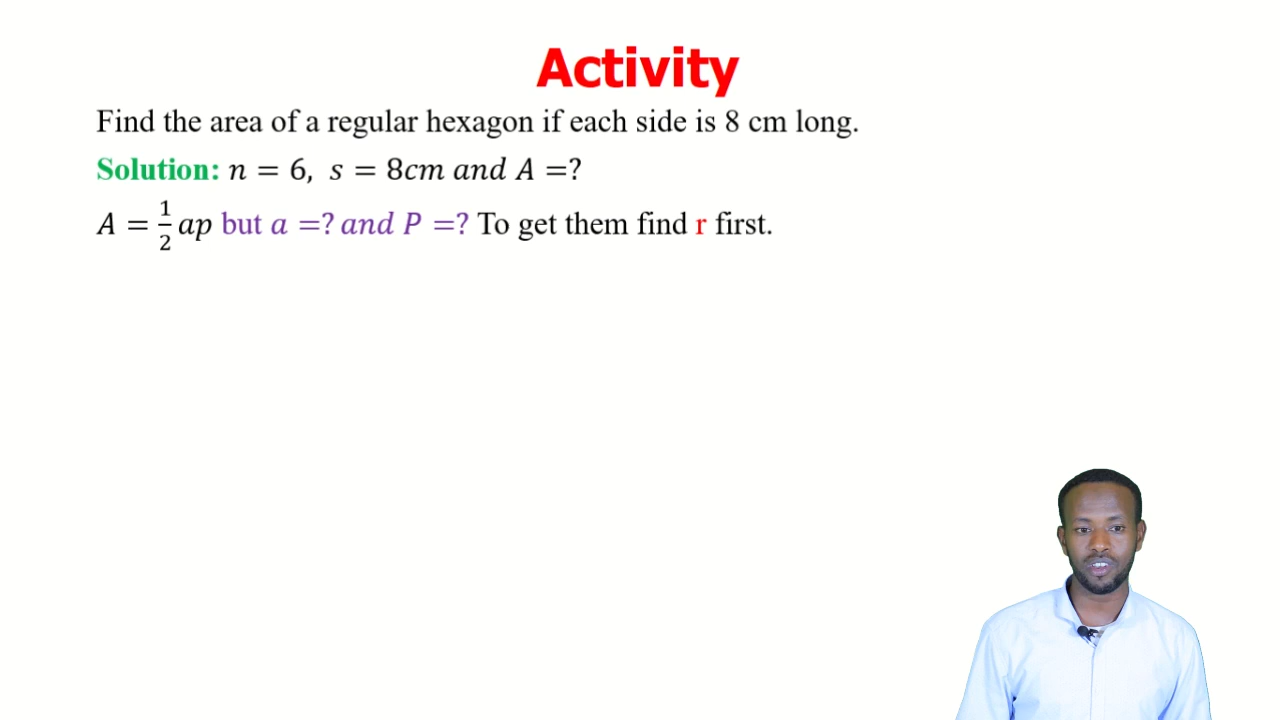 Activity
Find the area of a regular hexagon if each side is 8 cm long.
Solution: n = 6, s = 8cm and A =?
A = 1/2 ap but a =? and P =? To get them find r first.